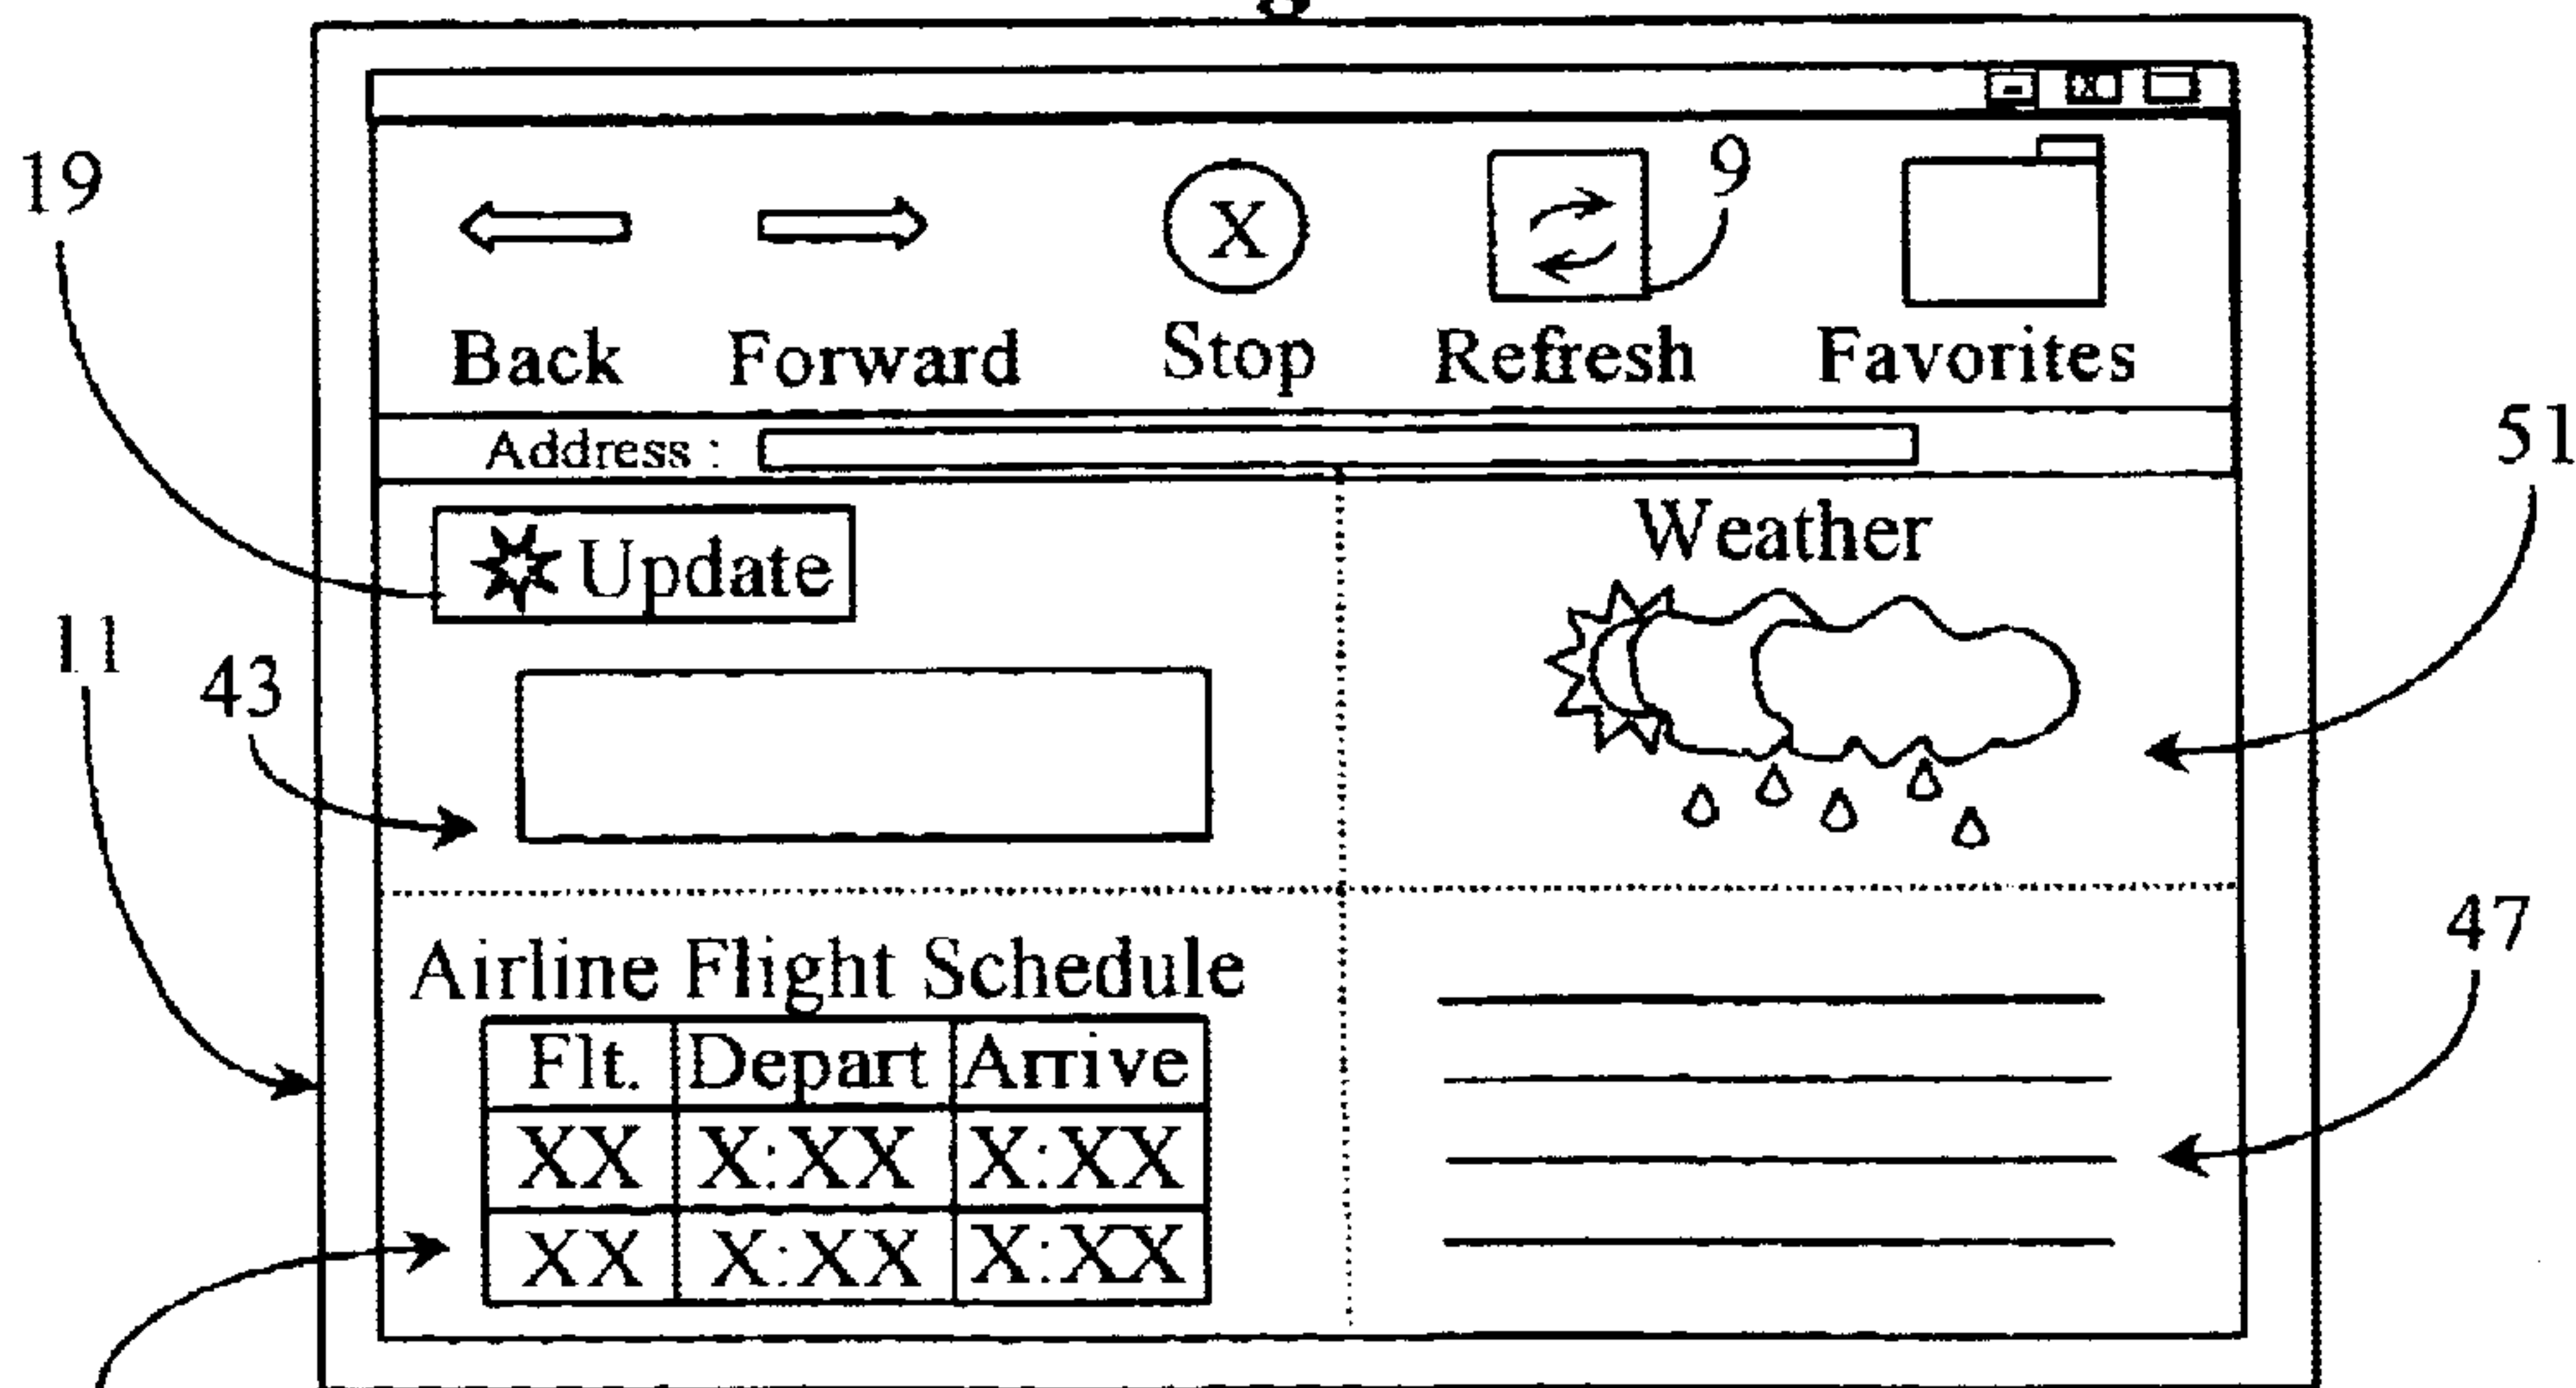 19
9
X
Back Forward Stop Refresh Favorites
Address :
51
Update
Weather
11
43
47
Airline Flight Schedule
Flt. Depart Arrive
XX X:XX X:XX
XX X:XX X:XX